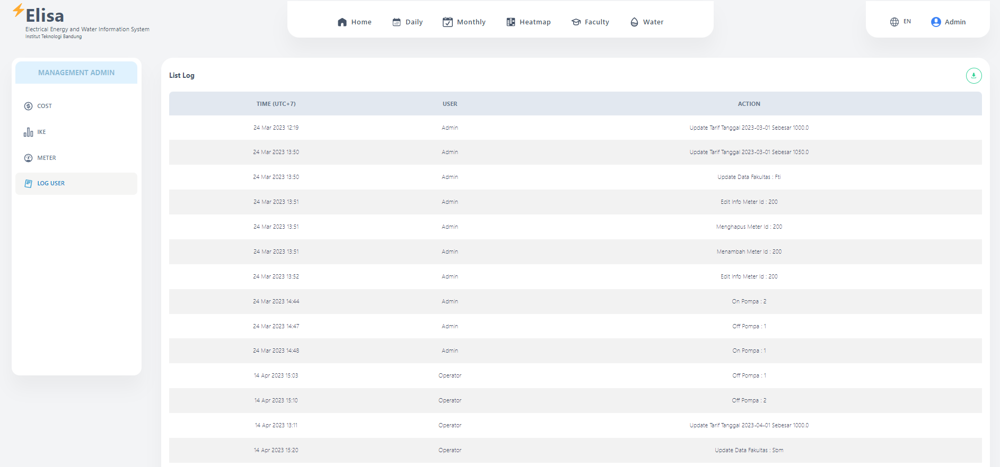 Elisa
Electrical Energy and Water Information System
Institut Teknologi Bandung
Home Daily Monthly Heatmap Faculty Water
EN Admin
MANAGEMENT ADMIN
COST
IKE
METER
LOG USER
List Log
TIME (UTC+7) USER ACTION
24 Mar 2023 12:19 Admin Update Tarif Tanggal 2023-03-01 Sebesar 1000.0
24 Mar 2023 13:50 Admin Update Tarif Tanggal 2023-03-01 Sebesar 1050.0
24 Mar 2023 13:50 Admin Update Data Fakultas : Fti
24 Mar 2023 13:51 Admin Edit Info Meter Id : 200
24 Mar 2023 13:51 Admin Menghapus Meter Id : 200
24 Mar 2023 13:51 Admin Menambah Meter Id : 200
24 Mar 2023 13:52 Admin Edit Info Meter Id : 200
24 Mar 2023 14:44 Admin On Pompa : 2
24 Mar 2023 14:47 Admin Off Pompa : 1
24 Mar 2023 14:48 Admin On Pompa : 1
14 Apr 2023 15:03 Operator Off Pompa : 1
14 Apr 2023 15:10 Operator Off Pompa : 2
14 Apr 2023 13:11 Operator Update Tarif Tanggal 2023-04-01 Sebesar 1000.0
14 Apr 2023 15:20 Operator Update Data Fakultas : Sbm